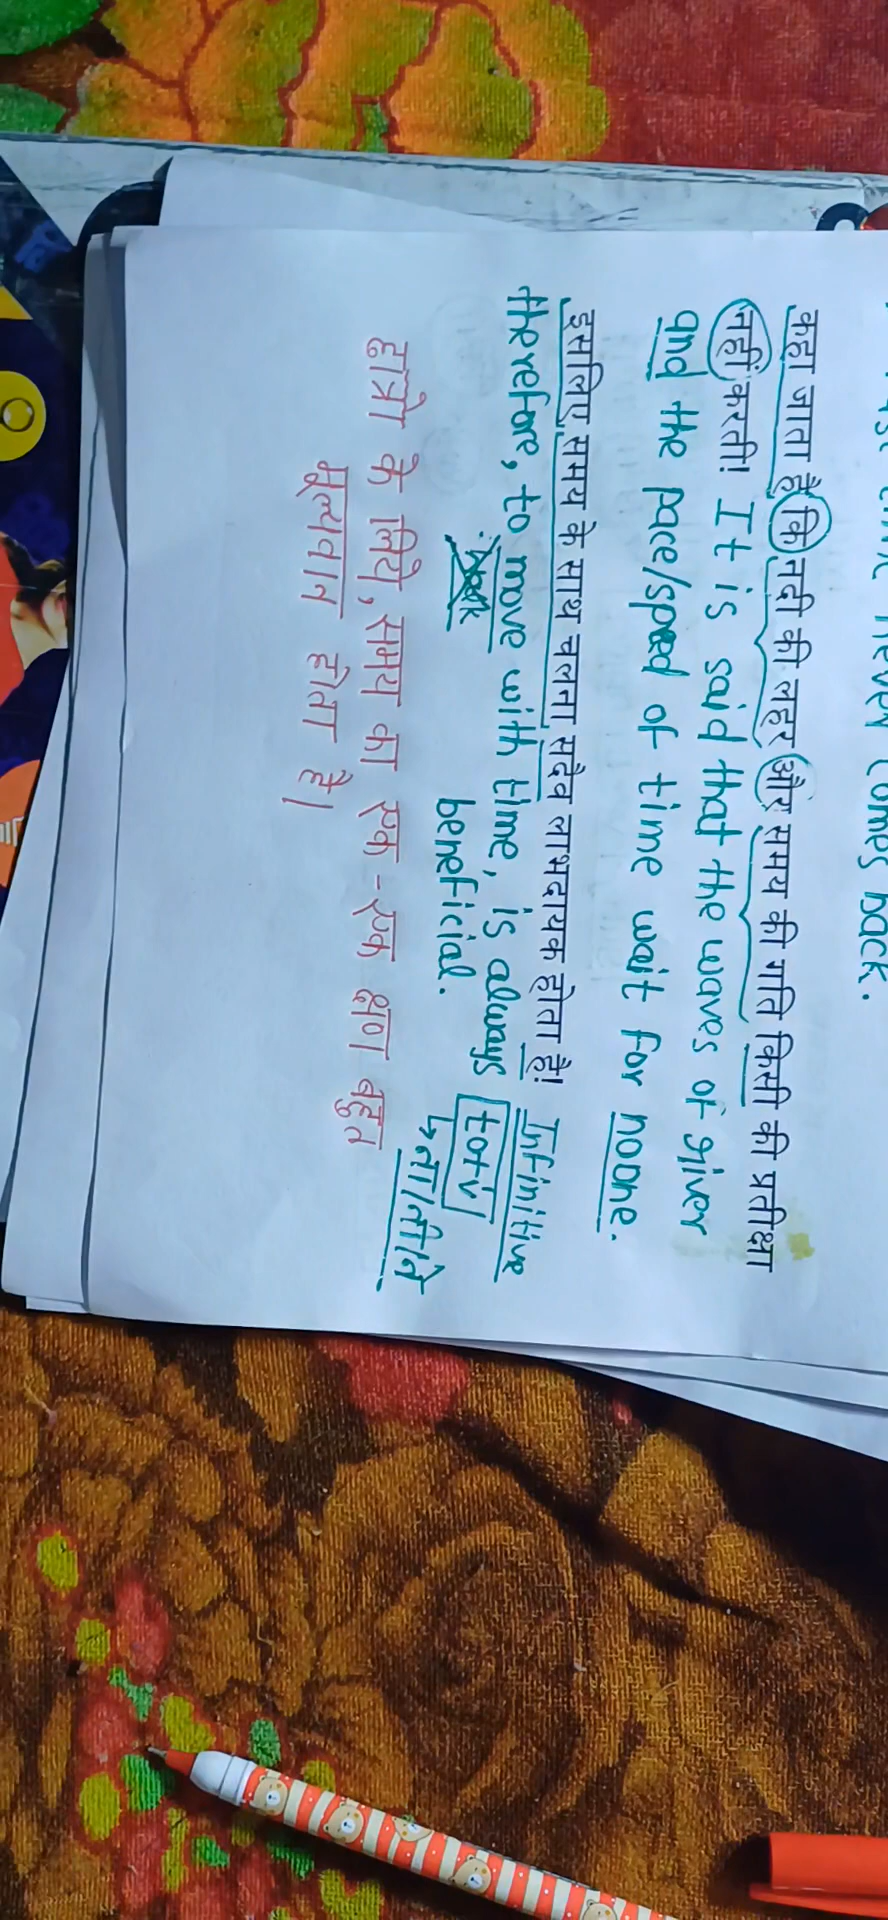 never comes back.
कहा जाता है कि नदी की लहर और समय की गति किसी की प्रतीक्षा
नहीं करती! It is said that the waves of river
and the pace/speed of time wait for noone.
इसलिए समय के साथ चलना सदैव लाभदायक होता है! Infinitive
therefore, to move with time, is always to+v1
beneficial. ↳ना/नी/ने
छात्रो के लिये, समय का एक-एक क्षण बहुत
मूल्यवान होता है।